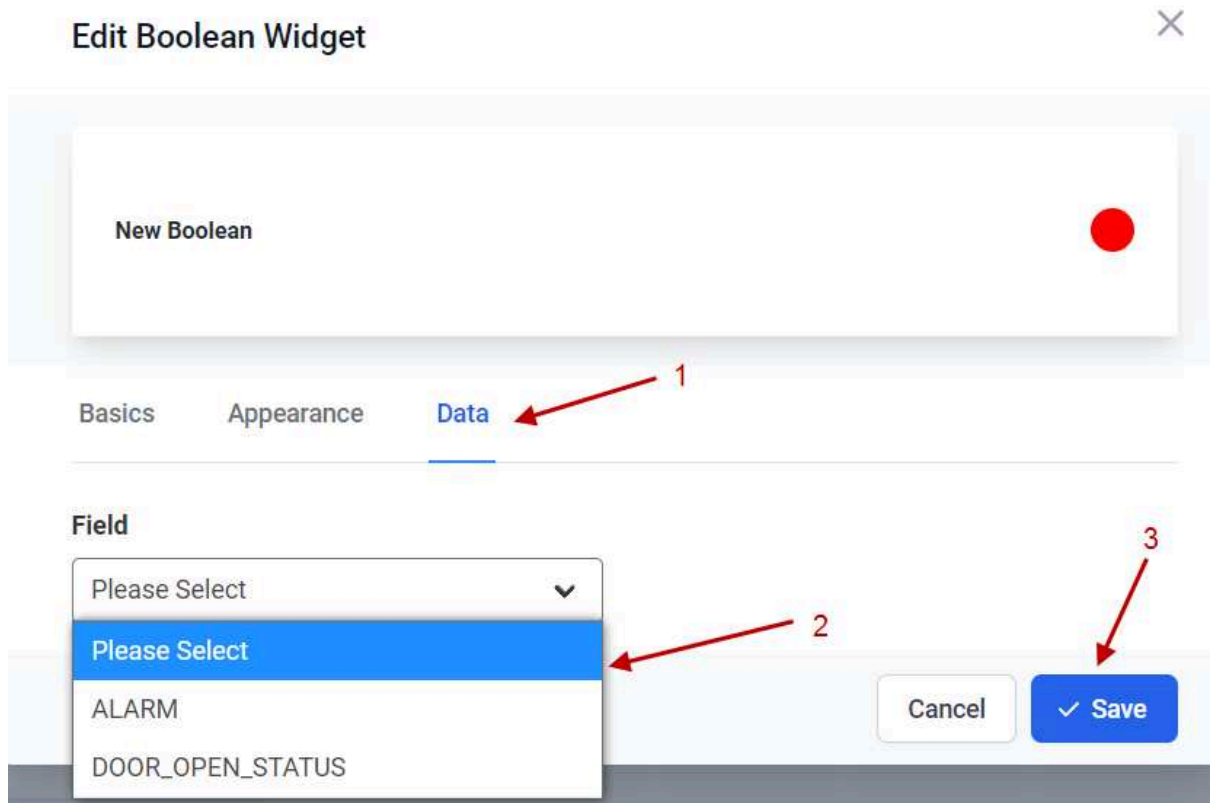 Edit Boolean Widget
New Boolean
1
Basics Appearance Data
Field
3
Please Select
2
Please Select
ALARM
Cancel Save
DOOR_OPEN_STATUS